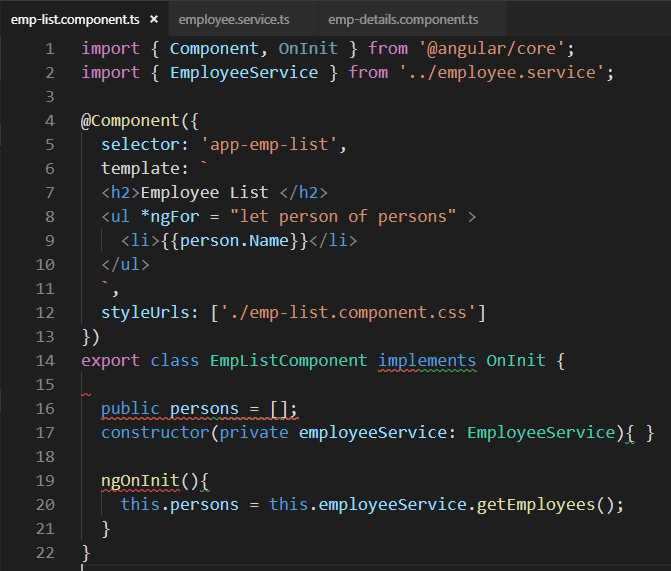 emp-list.component.ts × employee.service.ts emp-details.component.ts
1 import { Component, OnInit } from '@angular/core';
2 import { EmployeeService } from '../employee.service';
3
4 @Component({
5 selector: 'app-emp-list',
6 template: `
7 <h2>Employee List </h2>
8 <ul *ngFor = "let person of persons" >
9 <li>{{person.Name}}</li>
10 </ul>
11 `,
12 styleUrls: ['./emp-list.component.css']
13 })
14 export class EmpListComponent implements OnInit {
15
16 public persons = [];
17 constructor(private employeeService: EmployeeService){ }
18
19 ngOnInit(){
20 this.persons = this.employeeService.getEmployees();
21 }
22 }